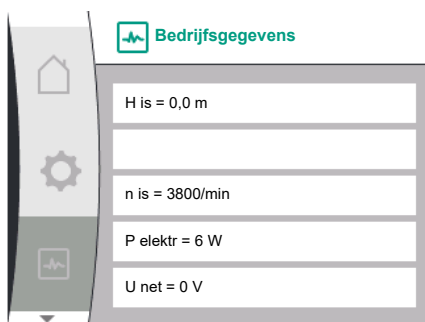 Bedrijfsgegevens
H is = 0,0 m
n is = 3800/min
P elektr = 6 W
U net = 0 V